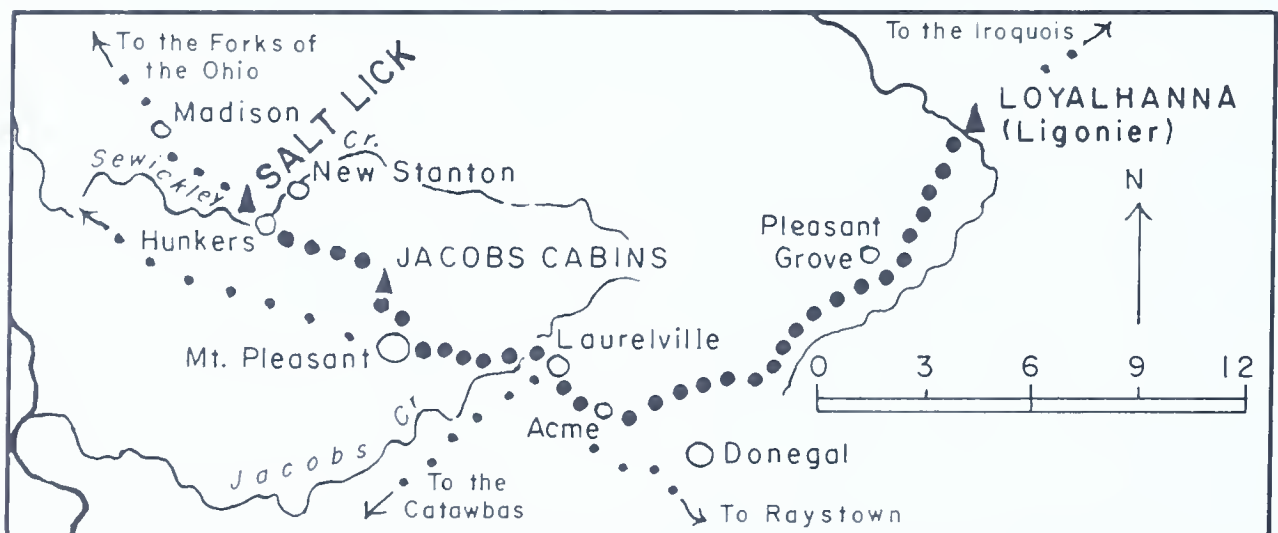 To the Forks of
the Ohio
To the Iroquois
Madison
SALT LICK
LOYALHANNA
(Ligonier)
Cr.
Sewickley
New Stanton
N
Hunkers
JACOBS CABINS
Pleasant
Grove
Mt. Pleasant
Laurelville
0 3 6 9 12
Jacobs Cr
Acme
Donegal
To the
Catawbas
To Raystown